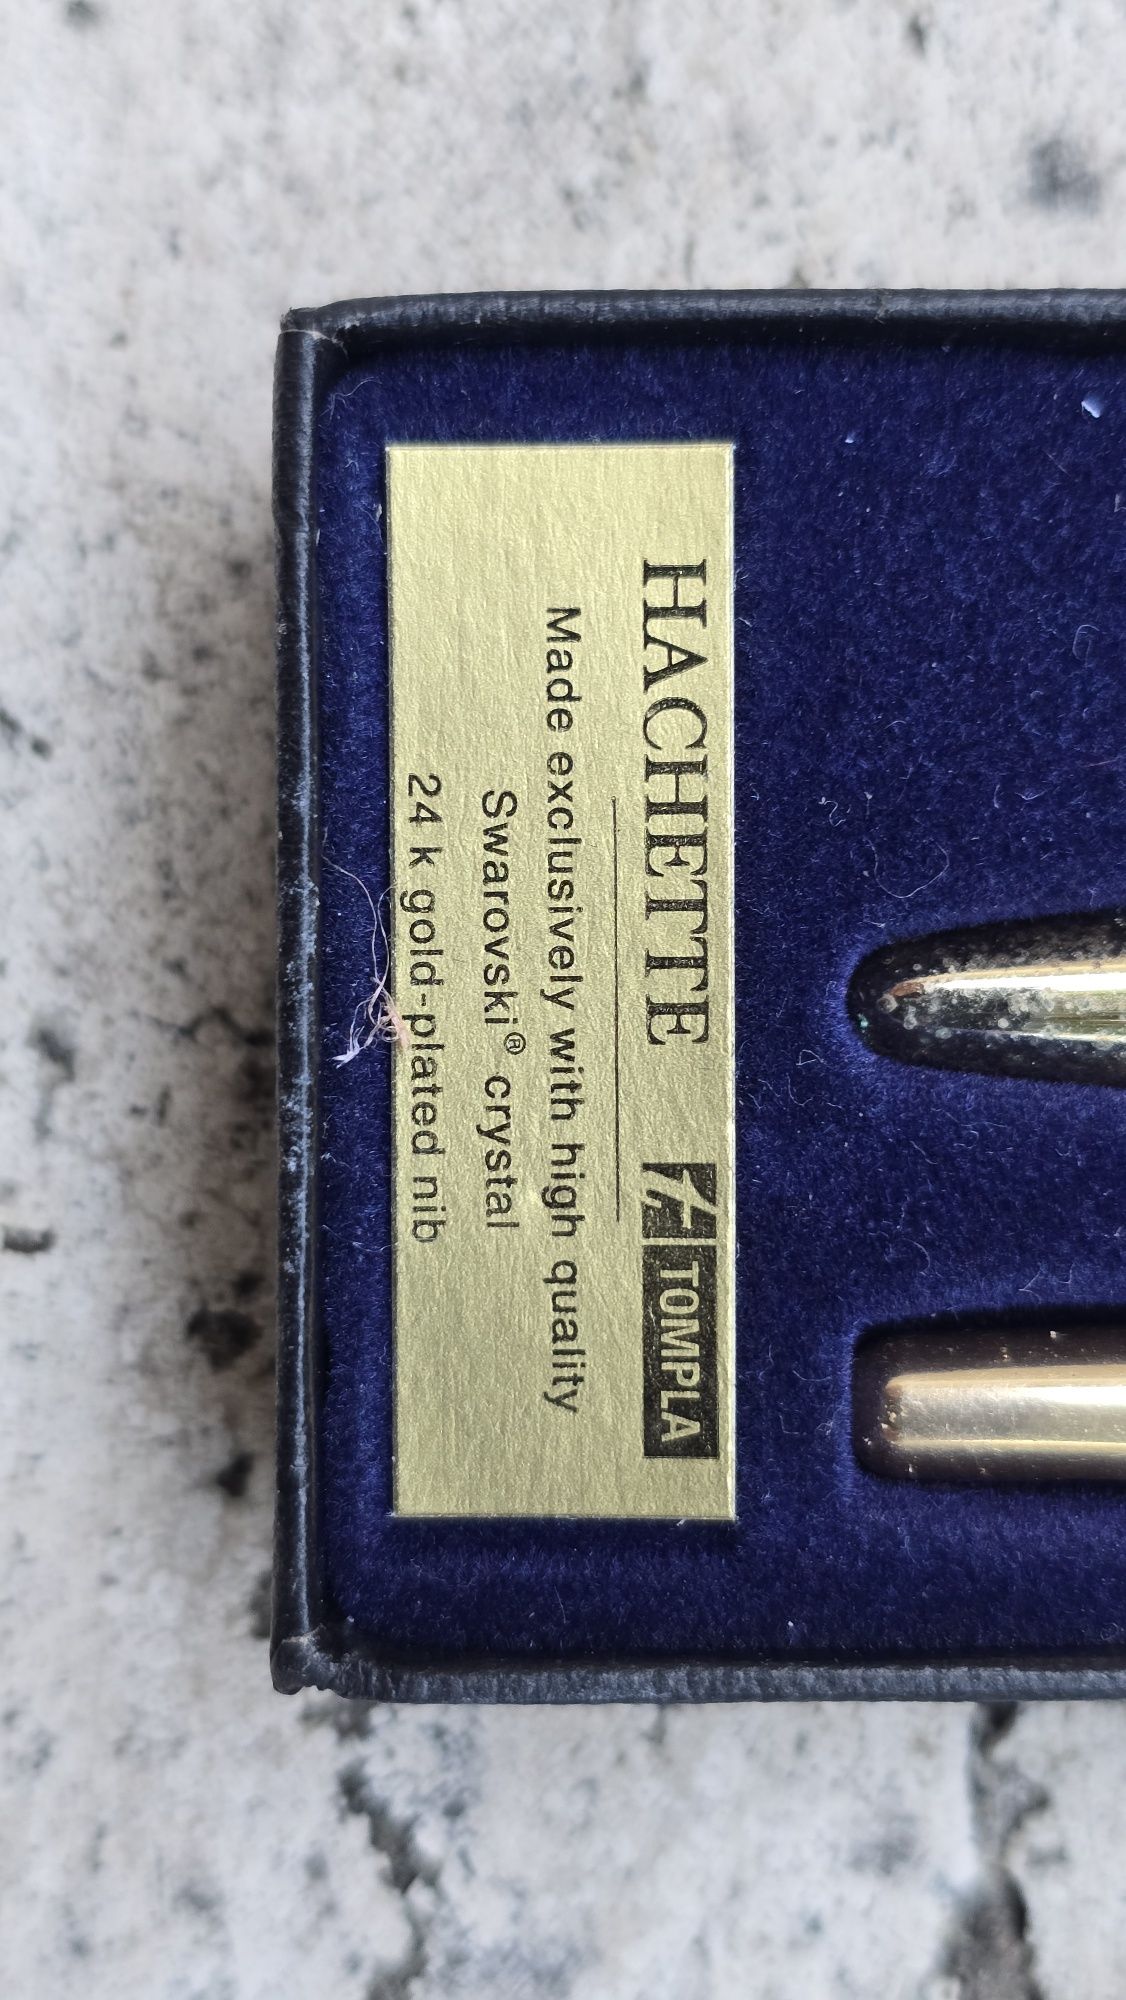 HACHETTE TOMPLA
Made exclusively with high quality
Swarovski® crystal
24 k gold-plated nib